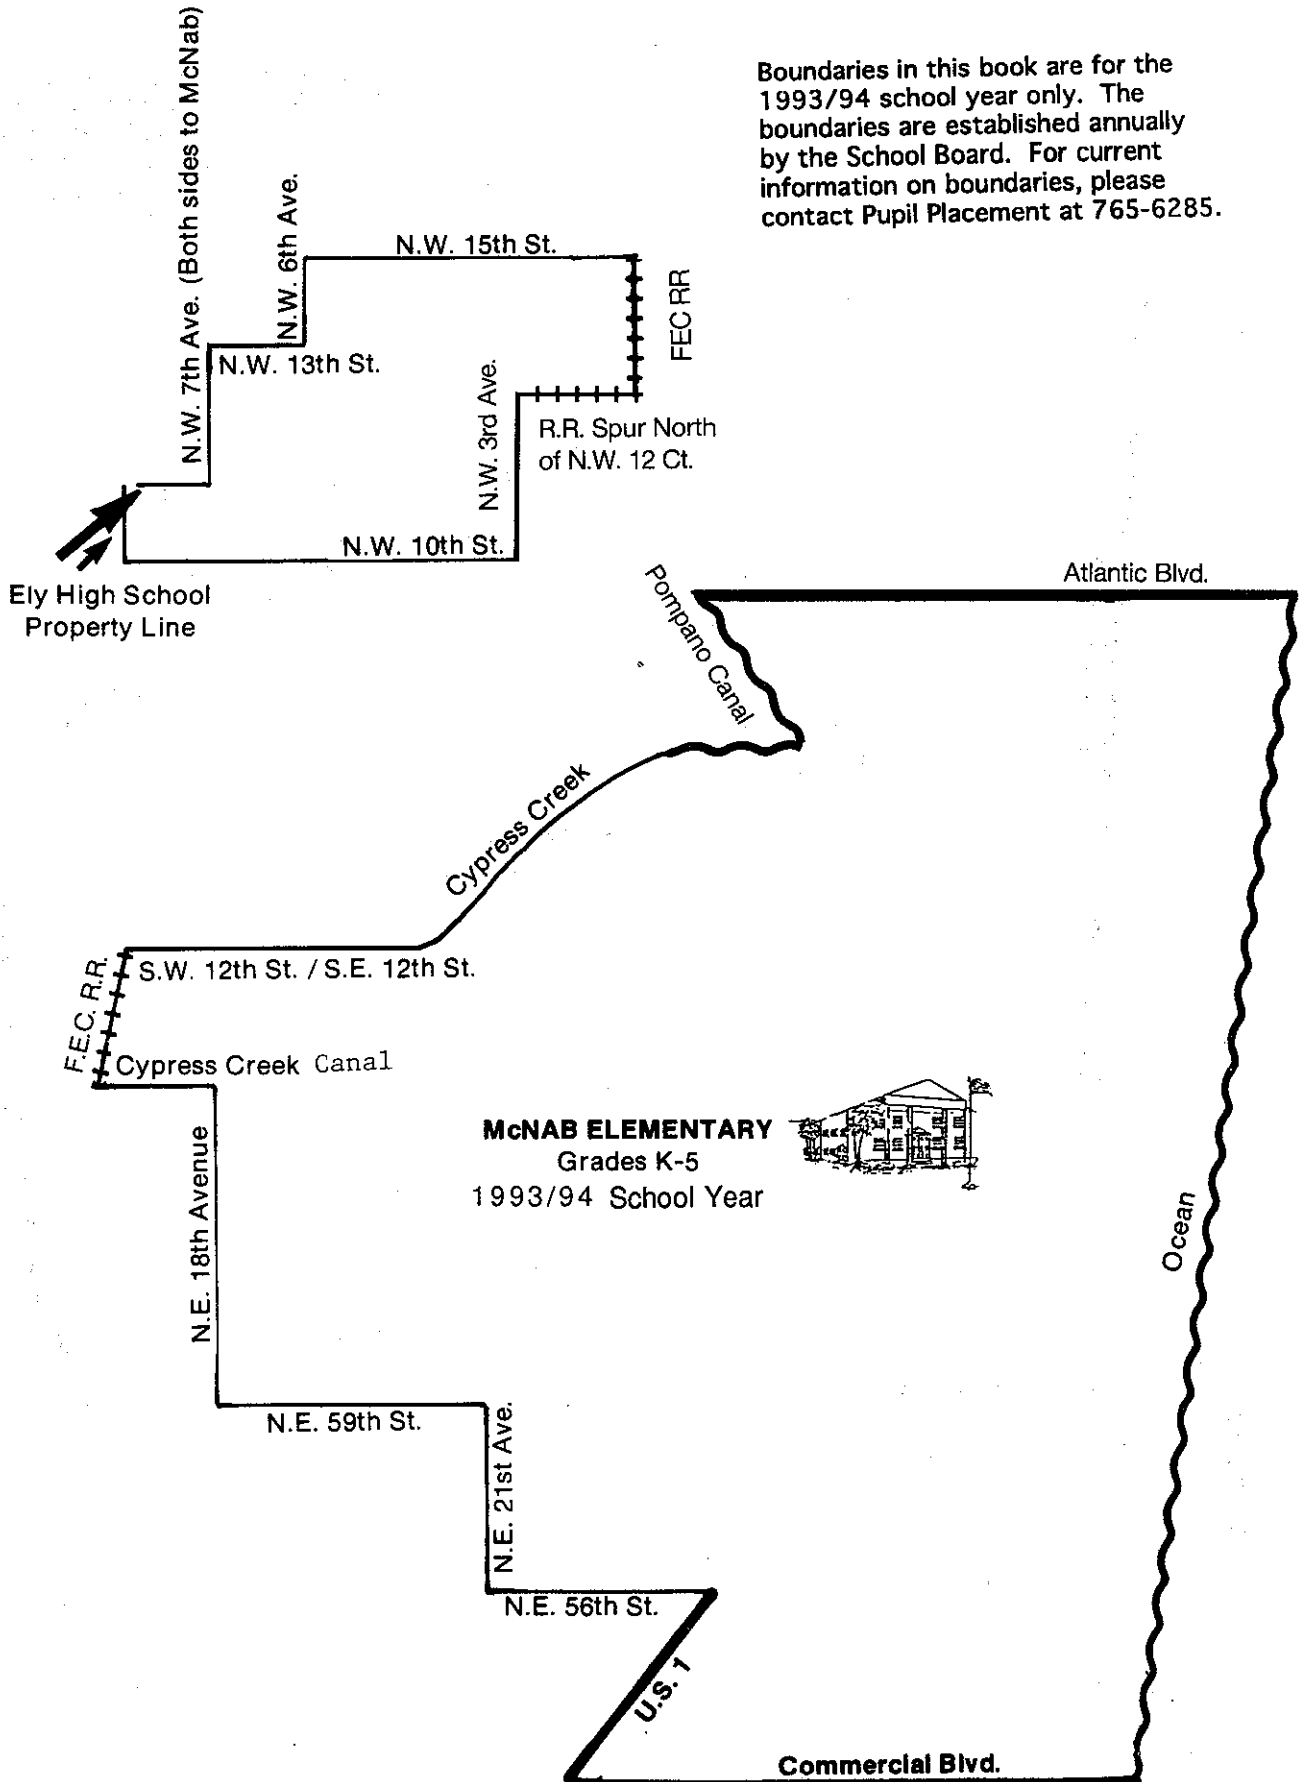 Boundaries in this book are for the
1993/94 school year only. The
boundaries are established annually
by the School Board. For current
information on boundaries, please
contact Pupil Placement at 765-6285.
N.W. 7th Ave. (Both sides to McNab)
N.W. 6th Ave.
N.W. 15th St.
FEC RR
N.W. 13th St.
N.W. 3rd Ave.
R.R. Spur North
of N.W. 12 Ct.
N.W. 10th St.
Ely High School
Property Line
Atlantic Blvd.
Pompano Canal
Cypress Creek
S.W. 12th St. / S.E. 12th St.
F.E.C. R.R.
Cypress Creek Canal
McNAB ELEMENTARY
Grades K-5
1993/94 School Year
N.E. 18th Avenue
Ocean
N.E. 59th St.
N.E. 21st Ave.
N.E. 56th St.
U.S. 1
Commercial Blvd.